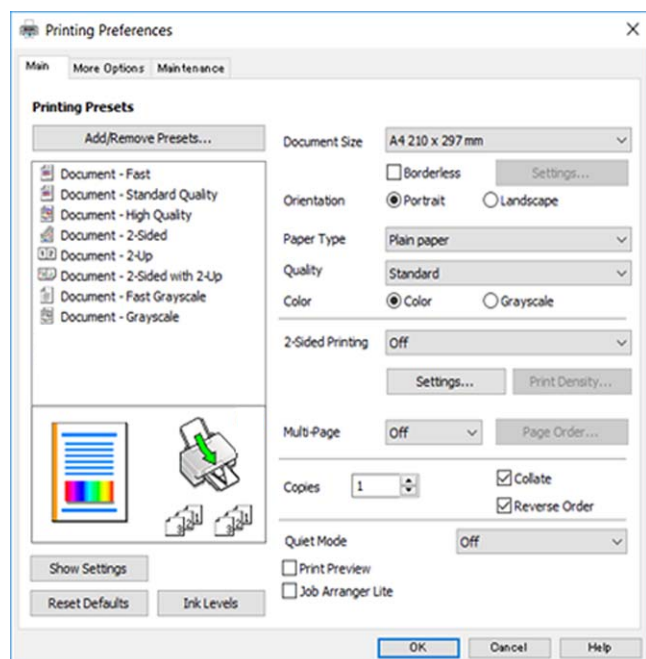 Printing Preferences
Main More Options Maintenance
Printing Presets
Add/Remove Presets...
Document - Fast
Document - Standard Quality
Document - High Quality
Document - 2-Sided
Document - 2-Up
Document - 2-Sided with 2-Up
Document - Fast Grayscale
Document - Grayscale
Show Settings
Reset Defaults Ink Levels
Document Size A4 210 x 297 mm
Borderless Settings...
Orientation Portrait Landscape
Paper Type Plain paper
Quality Standard
Color Color Grayscale
2-Sided Printing Off
Settings... Print Density...
Multi-Page Off Page Order...
Copies 1 Collate
Reverse Order
Quiet Mode Off
Print Preview
Job Arranger Lite
OK Cancel Help